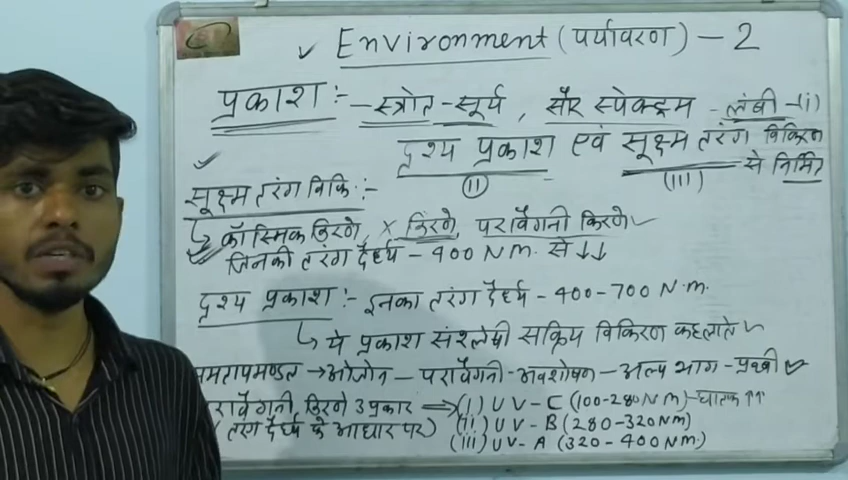 Environment (पर्यावरण) - 2
प्रकाश :- - स्त्रोत - सूर्य, सौर स्पेक्ट्रम - लंबी - (i)
दृश्य प्रकाश एवं सूक्ष्म तरंग विकिरण
(ii) (iii) से निर्मित
सूक्ष्म तरंग विकि :-
कॉस्मिक किरणे, X किरणे, परावैगनी किरणे
जिनकी तरंग दैर्ध्य - 400 NM. से ↓↓
दृश्य प्रकाश :- इनका तरंग दैर्ध्य - 400-700 N.m.
ये प्रकाश संश्लेषी सक्रिय विकिरण कहलाते
समतापमण्डल → ओजोन - परावैगनी - अवशोषण - अल्प भाग - पृथ्वी
रावैगनी किरणे 3 प्रकार ⇒ (i) UV-C (100-280 NM) - घातक ↑↑
(तरंग दैर्ध्य के आधार पर) (ii) UV-B (280-320NM)
(iii) UV-A (320-400 NM.)